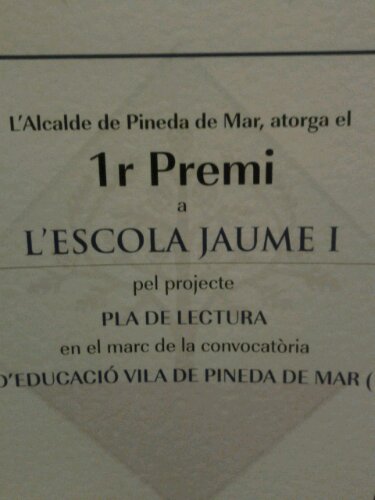 L'Alcalde de Pineda de Mar, atorga el
1r Premi
a
L'ESCOLA JAUME I
pel projecte
PLA DE LECTURA
en el marc de la convocatòria
D'EDUCACIÓ VILA DE PINEDA DE MAR (